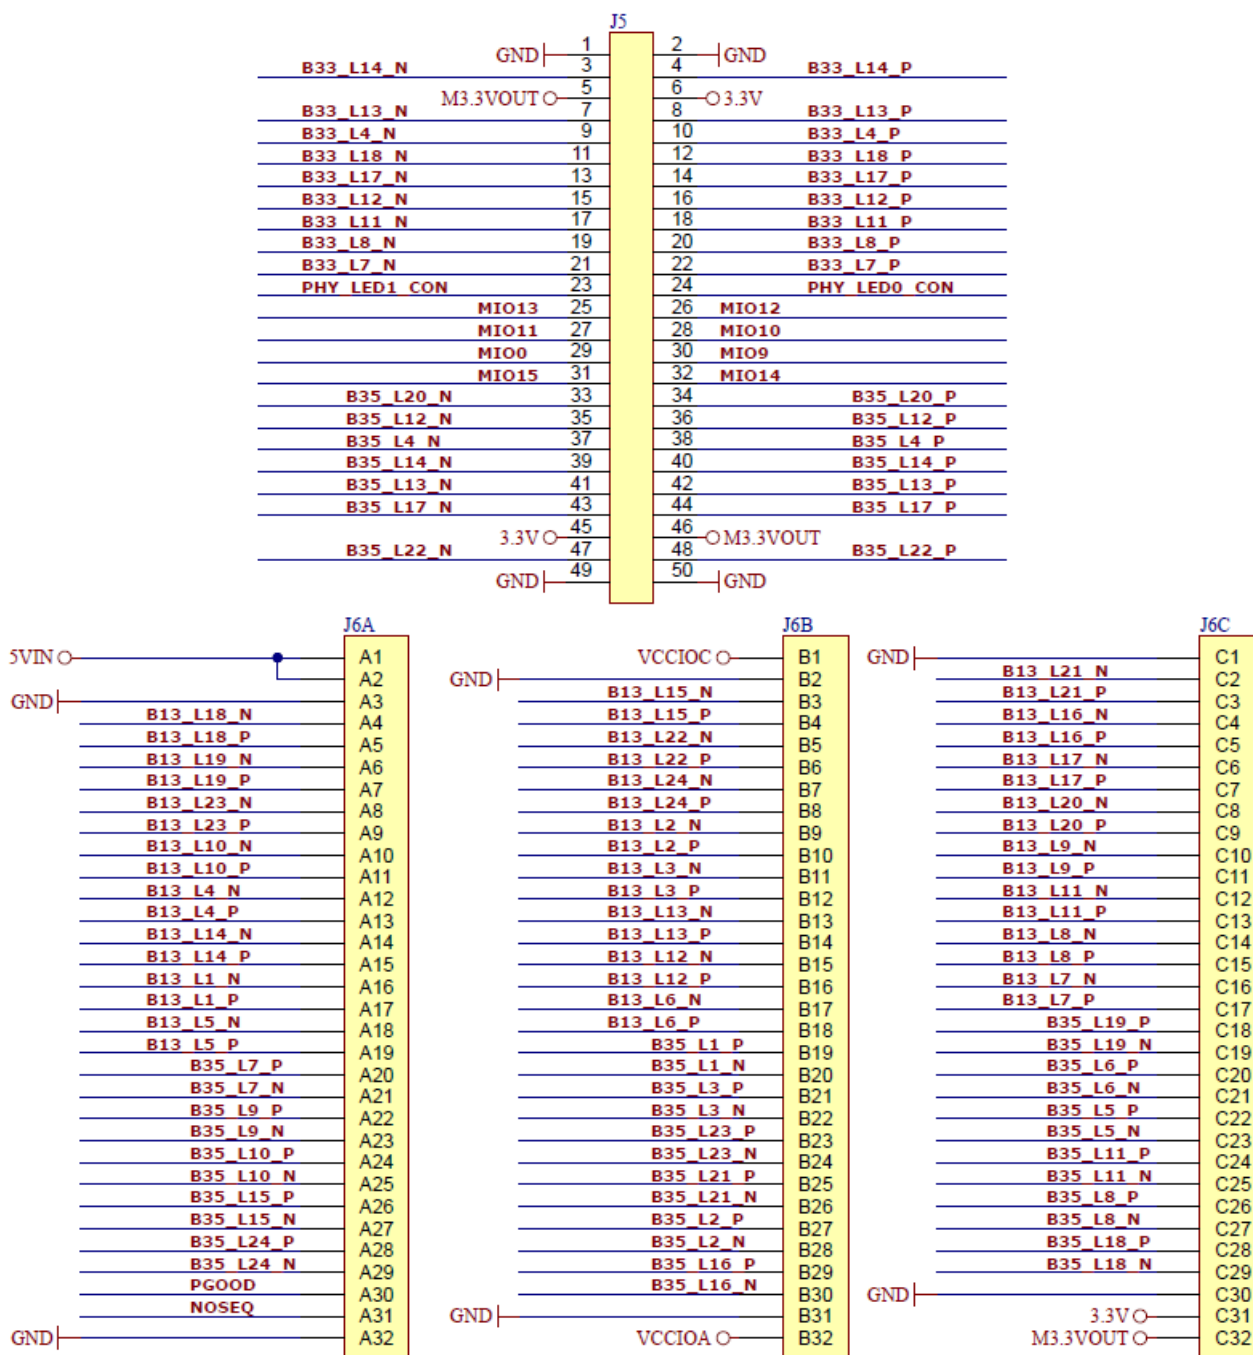 J5
GND 1 2 GND
B33_L14_N 3 4 B33_L14_P
M3.3VOUT 5 6 3.3V
B33_L13_N 7 8 B33_L13_P
B33_L4_N 9 10 B33_L4_P
B33_L18_N 11 12 B33_L18_P
B33_L17_N 13 14 B33_L17_P
B33_L12_N 15 16 B33_L12_P
B33_L11_N 17 18 B33_L11_P
B33_L8_N 19 20 B33_L8_P
B33_L7_N 21 22 B33_L7_P
PHY_LED1_CON 23 24 PHY_LED0_CON
MIO13 25 26 MIO12
MIO11 27 28 MIO10
MIO0 29 30 MIO9
MIO15 31 32 MIO14
B35_L20_N 33 34 B35_L20_P
B35_L12_N 35 36 B35_L12_P
B35_L4_N 37 38 B35_L4_P
B35_L14_N 39 40 B35_L14_P
B35_L13_N 41 42 B35_L13_P
B35_L17_N 43 44 B35_L17_P
3.3V 45 46 M3.3VOUT
B35_L22_N 47 48 B35_L22_P
GND 49 50 GND
J6A
5VIN A1
A2
GND A3
B13_L18_N A4
B13_L18_P A5
B13_L19_N A6
B13_L19_P A7
B13_L23_N A8
B13_L23_P A9
B13_L10_N A10
B13_L10_P A11
B13_L4_N A12
B13_L4_P A13
B13_L14_N A14
B13_L14_P A15
B13_L1_N A16
B13_L1_P A17
B13_L5_N A18
B13_L5_P A19
B35_L7_P A20
B35_L7_N A21
B35_L9_P A22
B35_L9_N A23
B35_L10_P A24
B35_L10_N A25
B35_L15_P A26
B35_L15_N A27
B35_L24_P A28
B35_L24_N A29
PGOOD A30
NOSEQ A31
GND A32
J6B
VCCIOC B1
GND B2
B13_L15_N B3
B13_L15_P B4
B13_L22_N B5
B13_L22_P B6
B13_L24_N B7
B13_L24_P B8
B13_L2_N B9
B13_L2_P B10
B13_L3_N B11
B13_L3_P B12
B13_L13_N B13
B13_L13_P B14
B13_L12_N B15
B13_L12_P B16
B13_L6_N B17
B13_L6_P B18
B35_L1_P B19
B35_L1_N B20
B35_L3_P B21
B35_L3_N B22
B35_L23_P B23
B35_L23_N B24
B35_L21_P B25
B35_L21_N B26
B35_L2_P B27
B35_L2_N B28
B35_L16_P B29
B35_L16_N B30
GND B31
VCCIOA B32
J6C
GND C1
B13_L21_N C2
B13_L21_P C3
B13_L16_N C4
B13_L16_P C5
B13_L17_N C6
B13_L17_P C7
B13_L20_N C8
B13_L20_P C9
B13_L9_N C10
B13_L9_P C11
B13_L11_N C12
B13_L11_P C13
B13_L8_N C14
B13_L8_P C15
B13_L7_N C16
B13_L7_P C17
B35_L19_P C18
B35_L19_N C19
B35_L6_P C20
B35_L6_N C21
B35_L5_P C22
B35_L5_N C23
B35_L11_P C24
B35_L11_N C25
B35_L8_P C26
B35_L8_N C27
B35_L18_P C28
B35_L18_N C29
GND C30
3.3V C31
M3.3VOUT C32